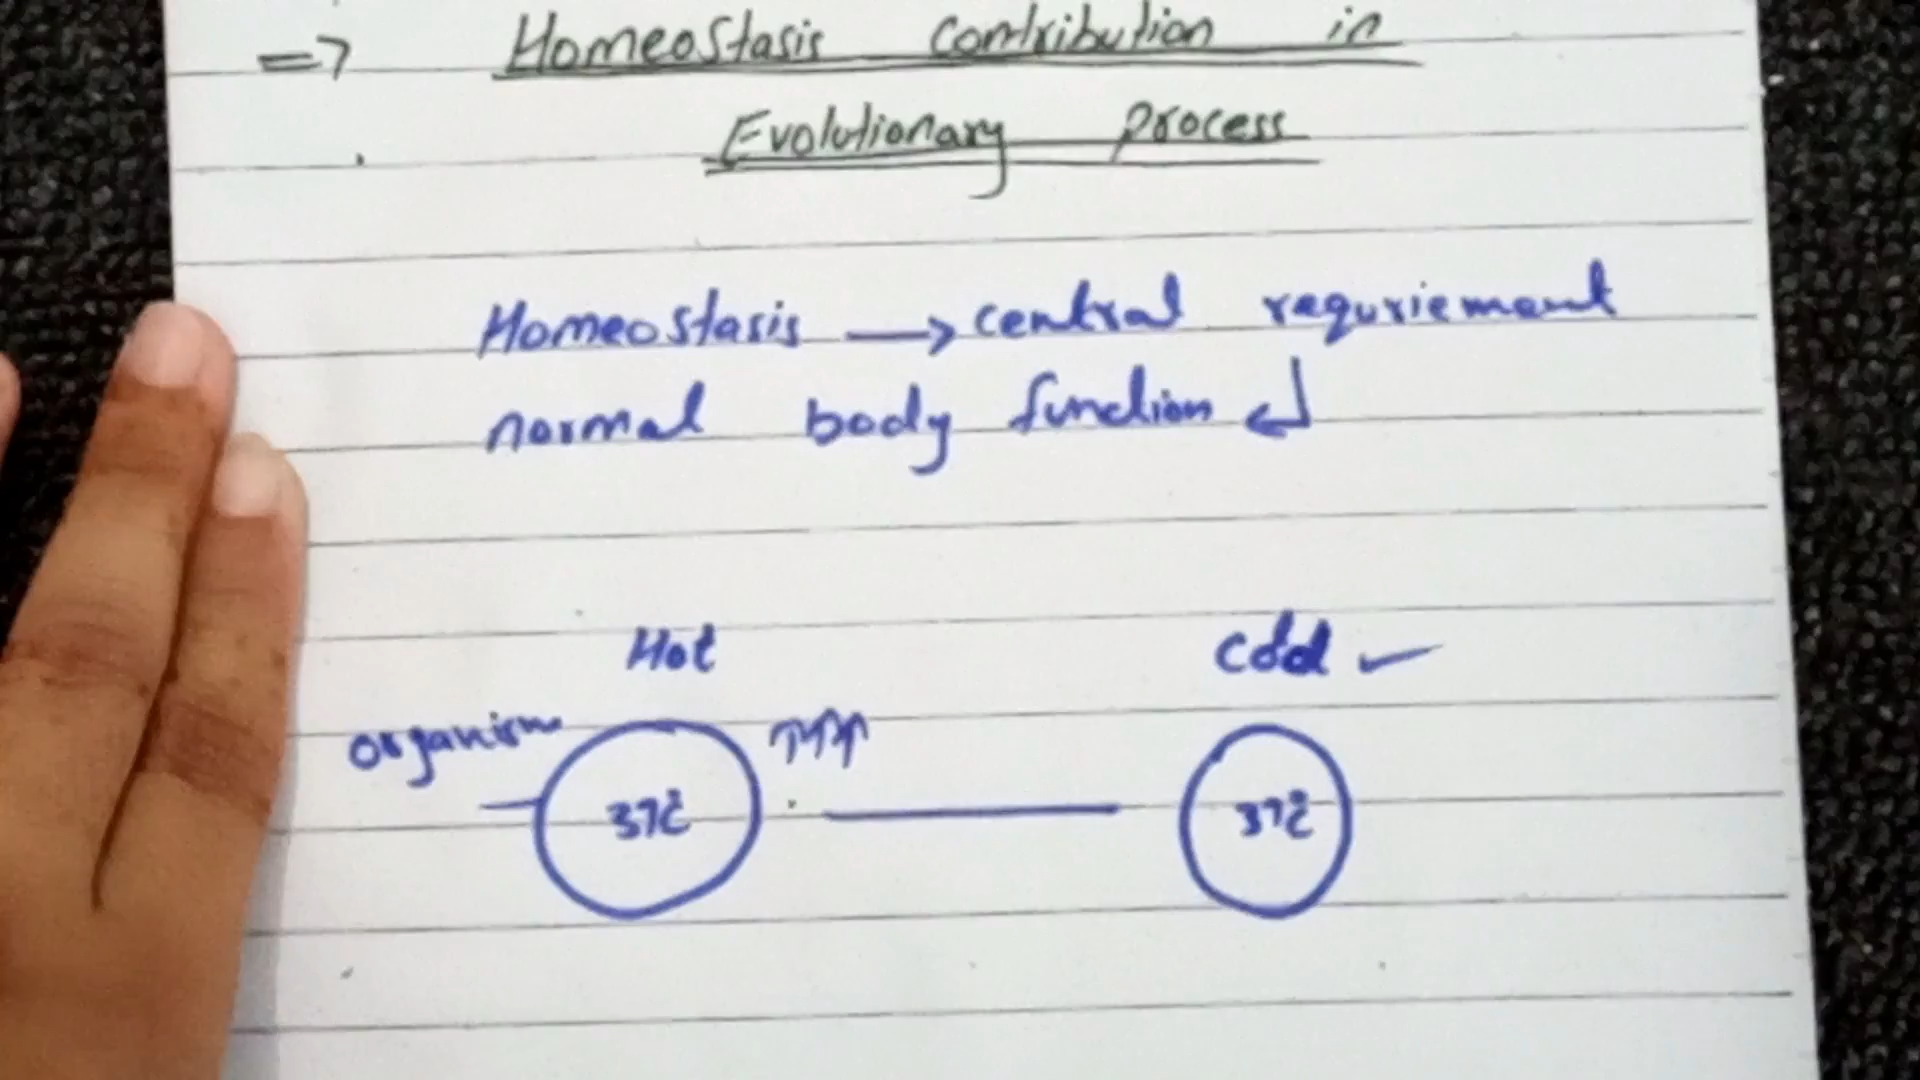 => Homeostasis Contribution in
Evolutionary process
Homeostasis → central requriement
normal body function ↲
Hot
Cold ✓
organism
↑↑↑↑
37°C
37°C